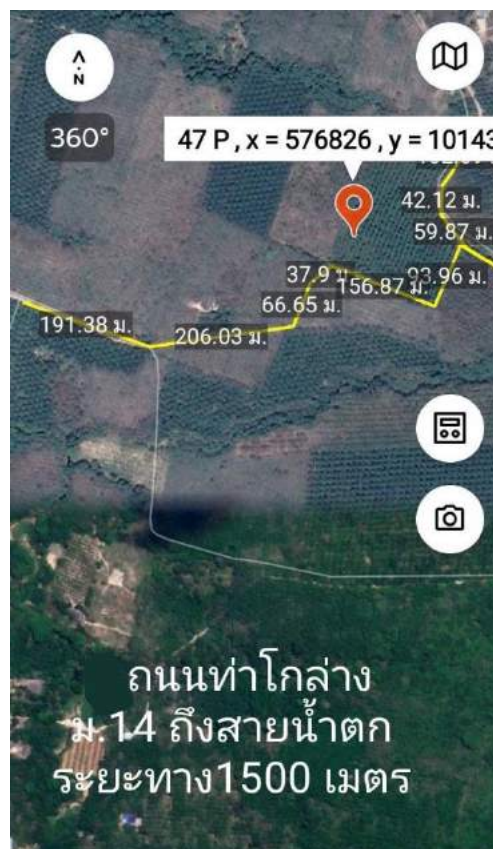 N
360°
47 P , x = 576826 , y = 10143
42.12 ม.
59.87 ม.
37.9 ม.
156.87 ม.
93.96 ม.
66.65 ม.
191.38 ม.
206.03 ม.
ถนนท่าโกล่าง
ม.14 ถึงสายน้ำตก
ระยะทาง1500 เมตร